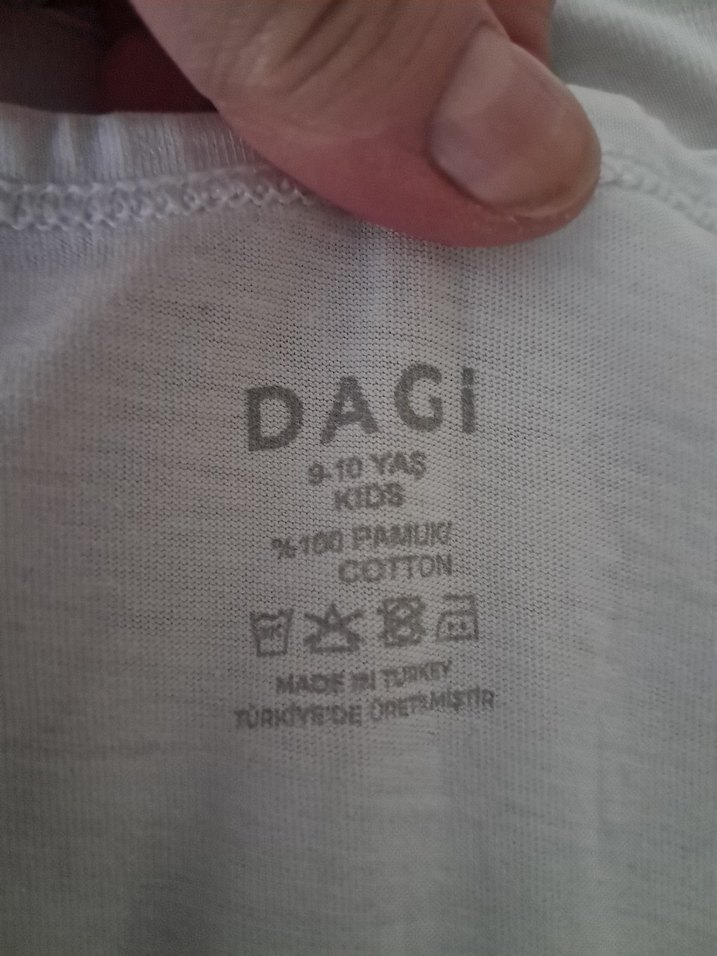 DAGİ
9-10 YAŞ
KIDS
%100 PAMUK/
COTTON
MADE IN TURKEY
TÜRKİYE'DE ÜRETİLMİŞTİR